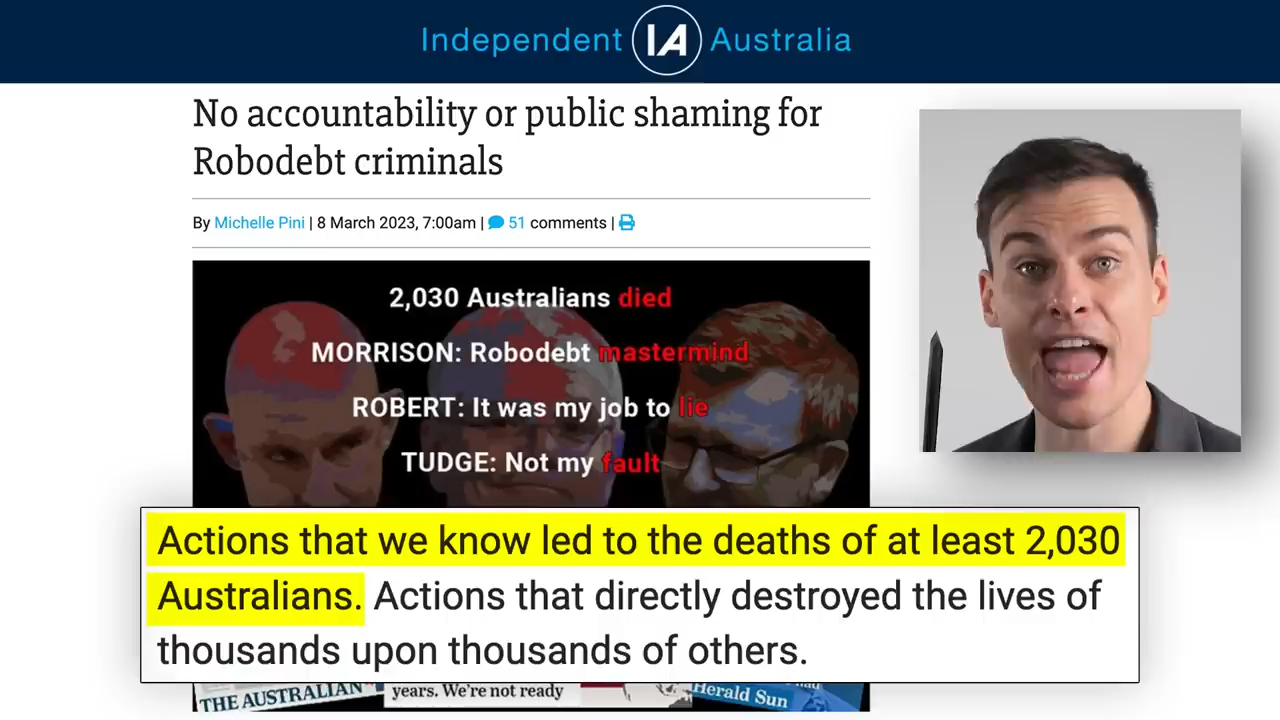 Independent IA Australia
No accountability or public shaming for
Robodebt criminals
By Michelle Pini | 8 March 2023, 7:00am | 51 comments |
2,030 Australians died
MORRISON: Robodebt mastermind
ROBERT: It was my job to lie
TUDGE: Not my fault
Actions that we know led to the deaths of at least 2,030
Australians. Actions that directly destroyed the lives of
thousands upon thousands of others.
THE AUSTRALIAN
years. We're not ready
Herald Sun